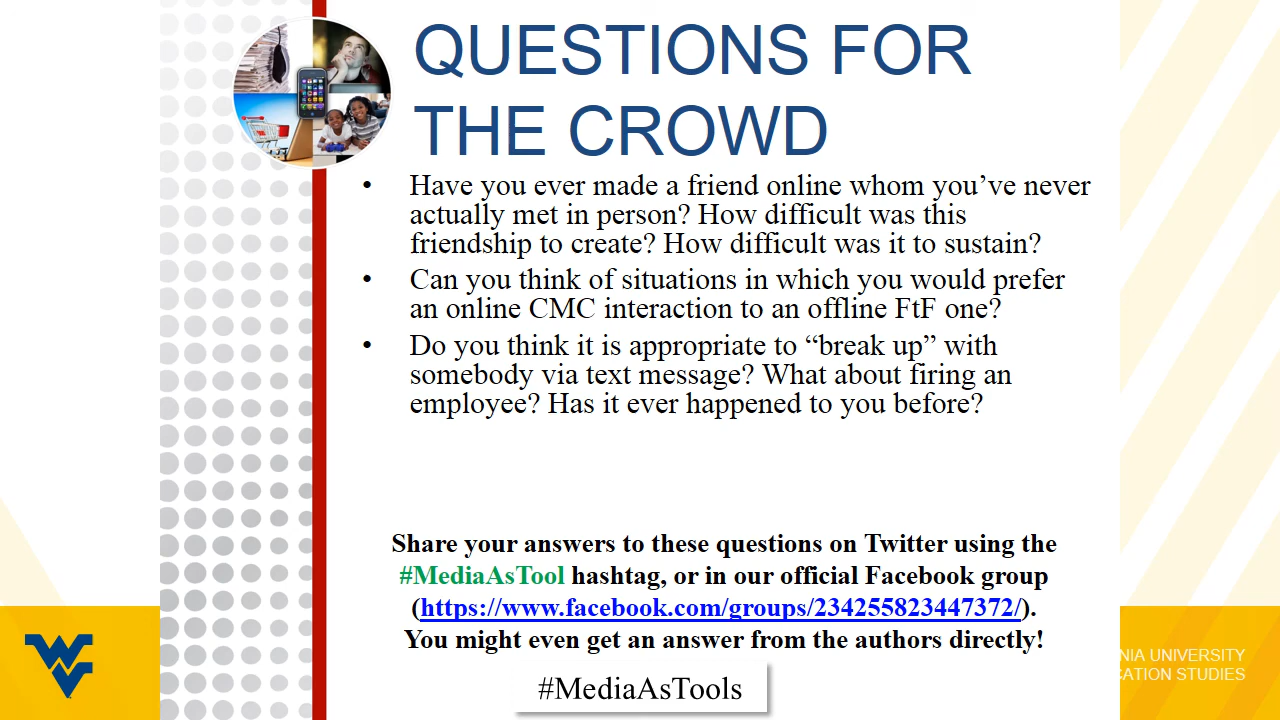 QUESTIONS FOR
THE CROWD
• Have you ever made a friend online whom you’ve never
actually met in person? How difficult was this
friendship to create? How difficult was it to sustain?
• Can you think of situations in which you would prefer
an online CMC interaction to an offline FtF one?
• Do you think it is appropriate to “break up” with
somebody via text message? What about firing an
employee? Has it ever happened to you before?
Share your answers to these questions on Twitter using the
#MediaAsTool hashtag, or in our official Facebook group
(https://www.facebook.com/groups/234255823447372/).
You might even get an answer from the authors directly!
#MediaAsTools
NIA UNIVERSITY
CATION STUDIES